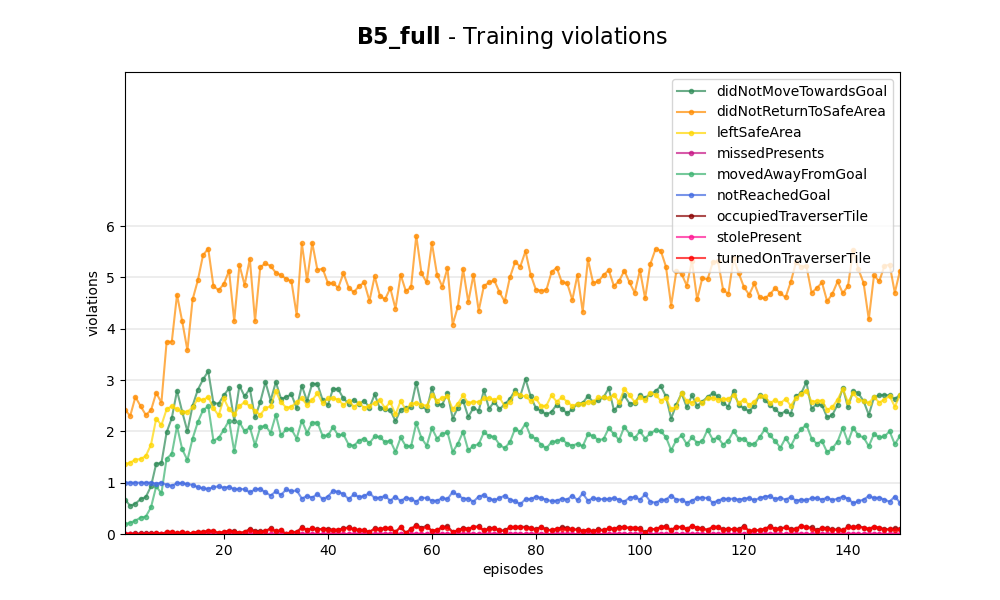 B5_full - Training violations
didNotMoveTowardsGoal
didNotReturnToSafeArea
leftSafeArea
missedPresents
movedAwayFromGoal
notReachedGoal
occupiedTraverserTile
stolePresent
turnedOnTraverserTile
violations
6
5
4
3
2
1
0
20 40 60 80 100 120 140
episodes